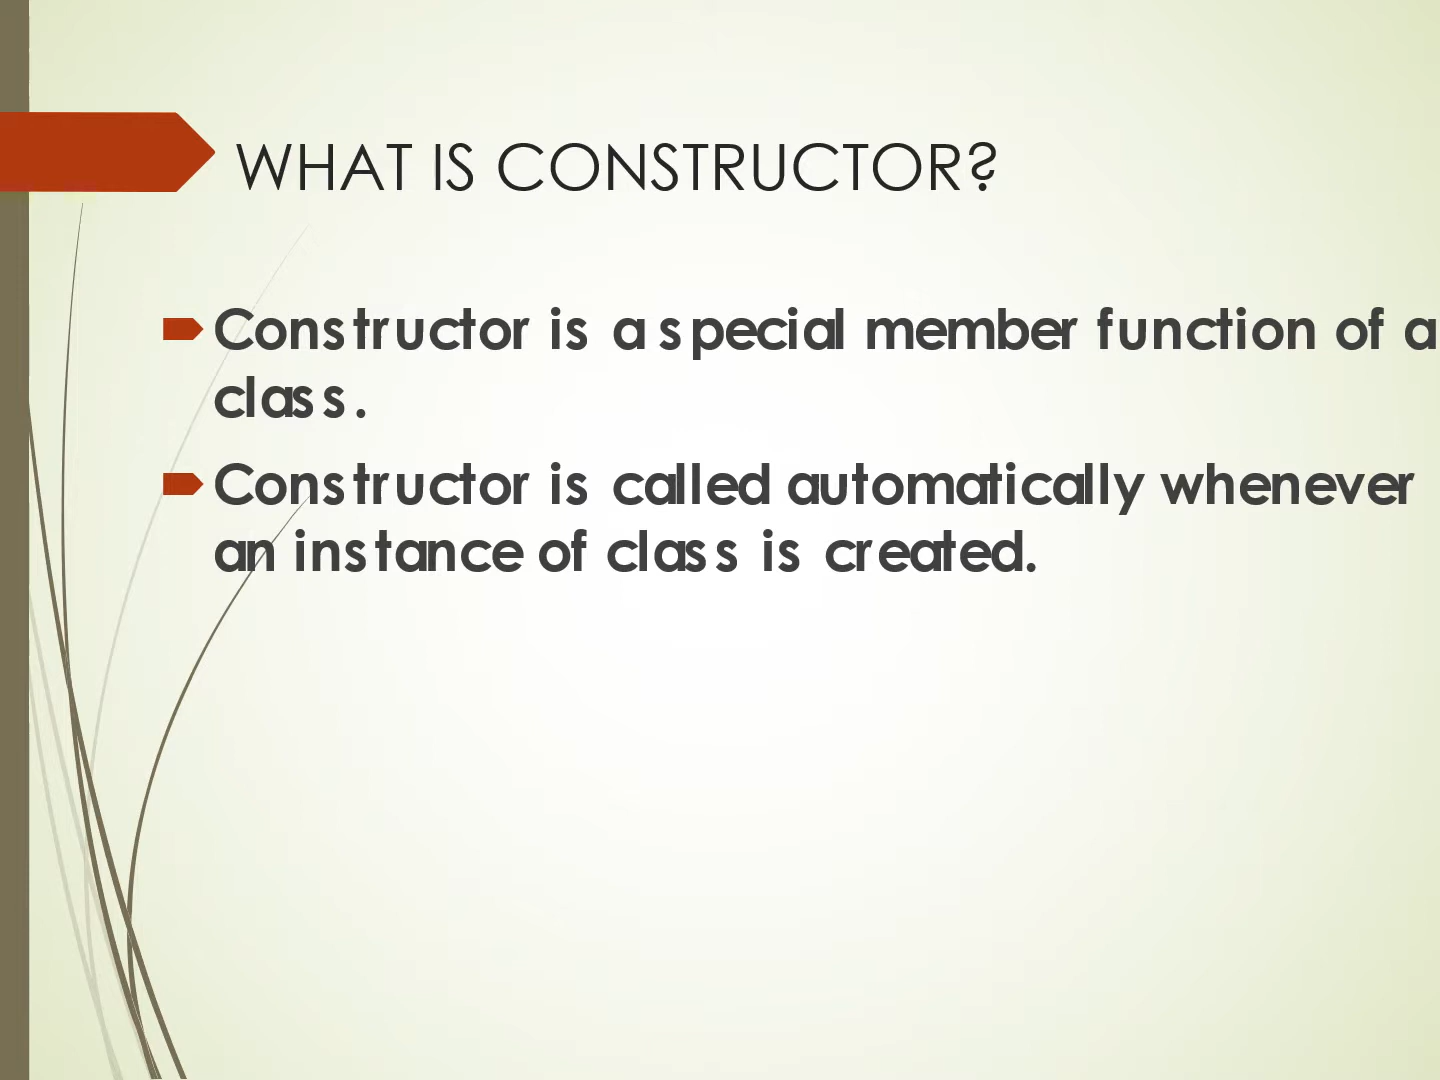 WHAT IS CONSTRUCTOR?
Constructor is a special member function of a
class.
Constructor is called automatically whenever
an instance of class is created.